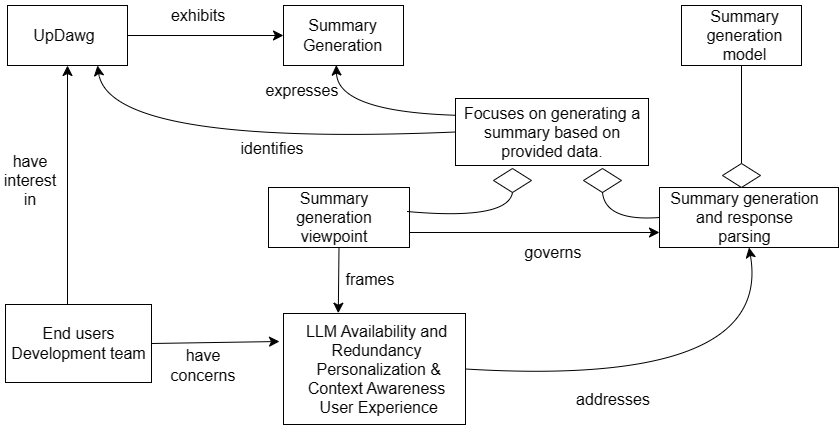 UpDawg
exhibits
Summary
Generation
Summary
generation
model
expresses
identifies
Focuses on generating a
summary based on
provided data.
have
interest
in
Summary
generation
viewpoint
governs
Summary generation
and response
parsing
frames
End users
Development team
have
concerns
LLM Availability and
Redundancy
Personalization &
Context Awareness
User Experience
addresses